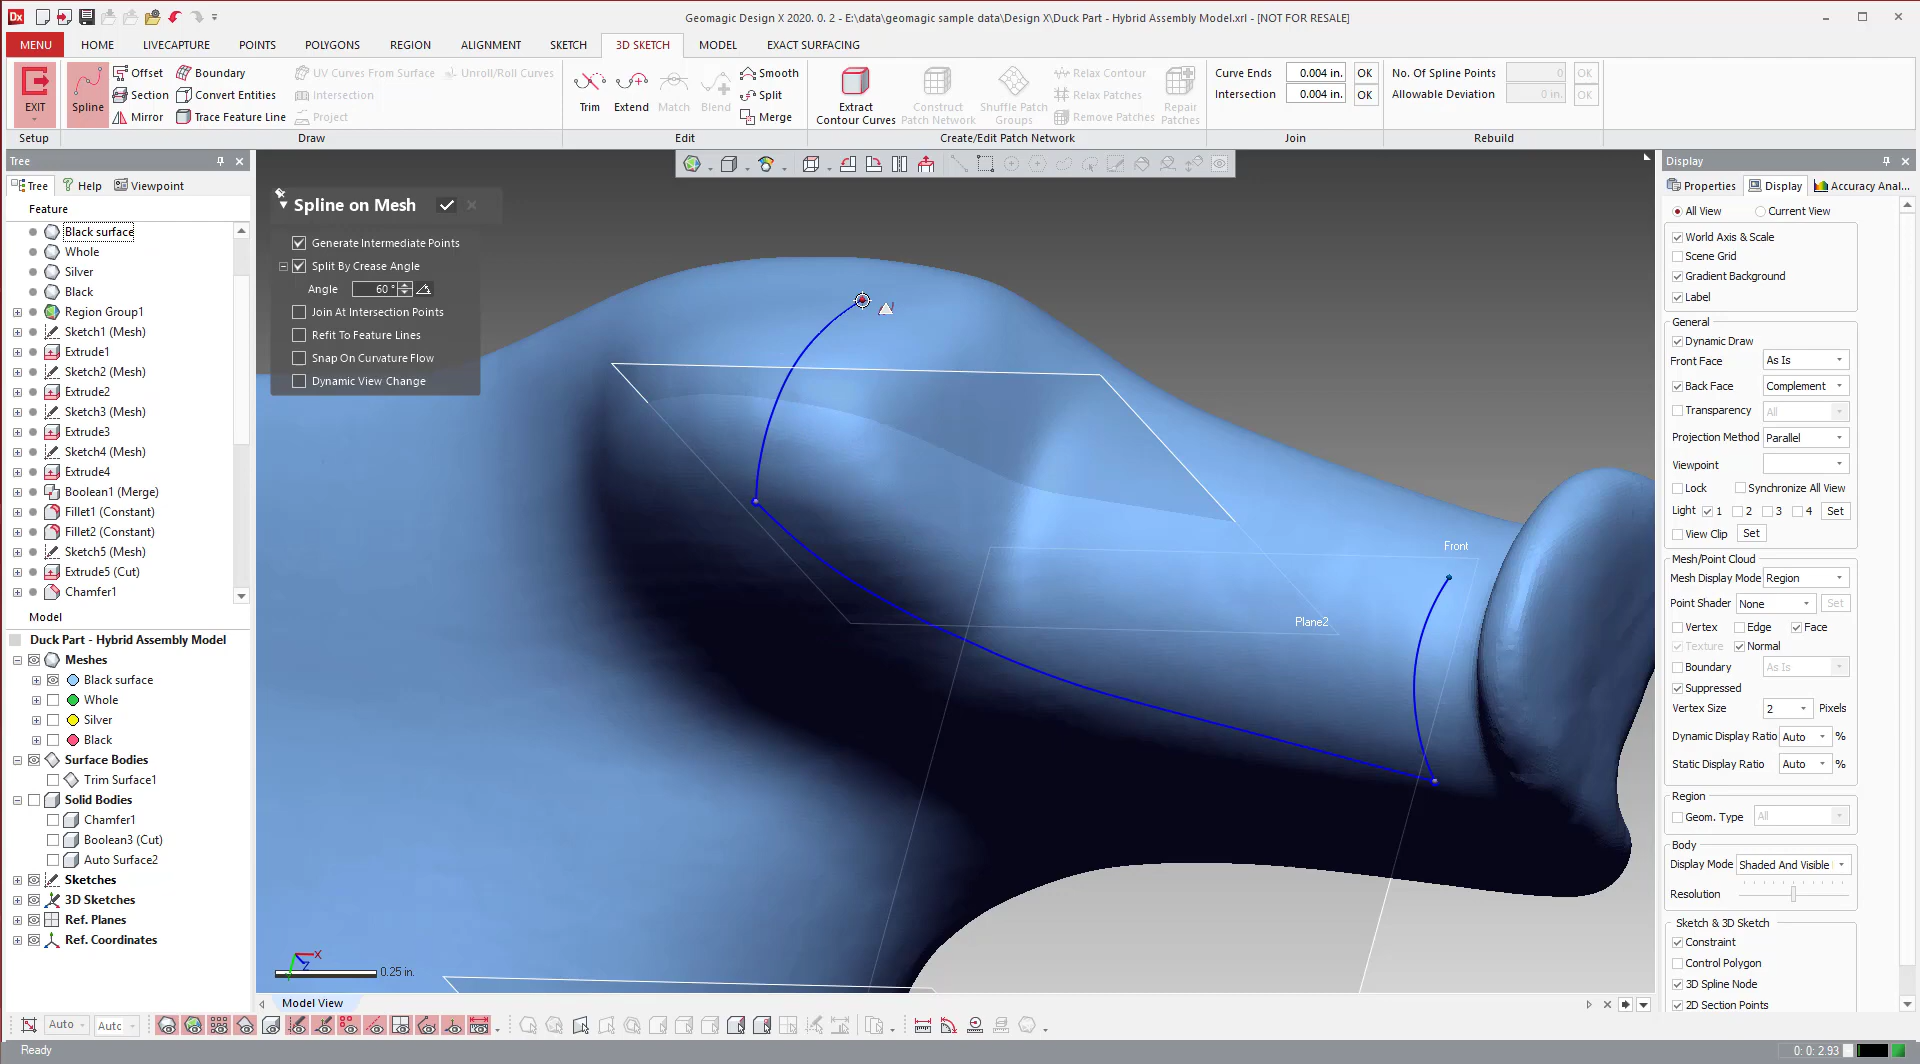 Dx
Geomagic Design X 2020. 0. 2 - E:\data\geomagic sample data\Design X\Duck Part - Hybrid Assembly Model.xrl - [NOT FOR RESALE]
MENU HOME LIVECAPTURE POINTS POLYGONS REGION ALIGNMENT SKETCH 3D SKETCH MODEL EXACT SURFACING
EXIT
Setup
Spline
Offset Boundary UV Curves From Surface Unroll/Roll Curves
Section Convert Entities Intersection
Mirror Trace Feature Line Project
Draw
Trim Extend Match Blend
Smooth
Split
Merge
Edit
Extract Contour Curves
Construct Patch Network
Shuffle Patch Groups
Relax Contour
Relax Patches
Remove Patches
Repair Patches
Create/Edit Patch Network
Curve Ends 0.004 in. OK
Intersection 0.004 in. OK
Join
No. Of Spline Points 0 OK
Allowable Deviation 0 in. OK
Rebuild
Tree
Tree Help Viewpoint
Feature
Black surface
Whole
Silver
Black
Region Group1
Sketch1 (Mesh)
Extrude1
Sketch2 (Mesh)
Extrude2
Sketch3 (Mesh)
Extrude3
Sketch4 (Mesh)
Extrude4
Boolean1 (Merge)
Fillet1 (Constant)
Fillet2 (Constant)
Sketch5 (Mesh)
Extrude5 (Cut)
Chamfer1
Model
Duck Part - Hybrid Assembly Model
Meshes
Black surface
Whole
Silver
Black
Surface Bodies
Trim Surface1
Solid Bodies
Chamfer1
Boolean3 (Cut)
Auto Surface2
Sketches
3D Sketches
Ref. Planes
Ref. Coordinates
Spline on Mesh
Generate Intermediate Points
Split By Crease Angle
Angle 60 °
Join At Intersection Points
Refit To Feature Lines
Snap On Curvature Flow
Dynamic View Change
Front
Plane2
X
Z
0.25 in.
Model View
Display
Properties Display Accuracy Anal...
All View Current View
World Axis & Scale
Scene Grid
Gradient Background
Label
General
Dynamic Draw
Front Face As Is
Back Face Complement
Transparency All
Projection Method Parallel
Viewpoint
Lock Synchronize All View
Light 1 2 3 4 Set
View Clip Set
Mesh/Point Cloud
Mesh Display Mode Region
Point Shader None Set
Vertex Edge Face
Texture Normal
Boundary As Is
Suppressed
Vertex Size 2 Pixels
Dynamic Display Ratio Auto %
Static Display Ratio Auto %
Region
Geom. Type All
Body
Display Mode Shaded And Visible
Resolution
Sketch & 3D Sketch
Constraint
Control Polygon
3D Spline Node
2D Section Points
Auto Autc
Ready
0: 0: 2.93